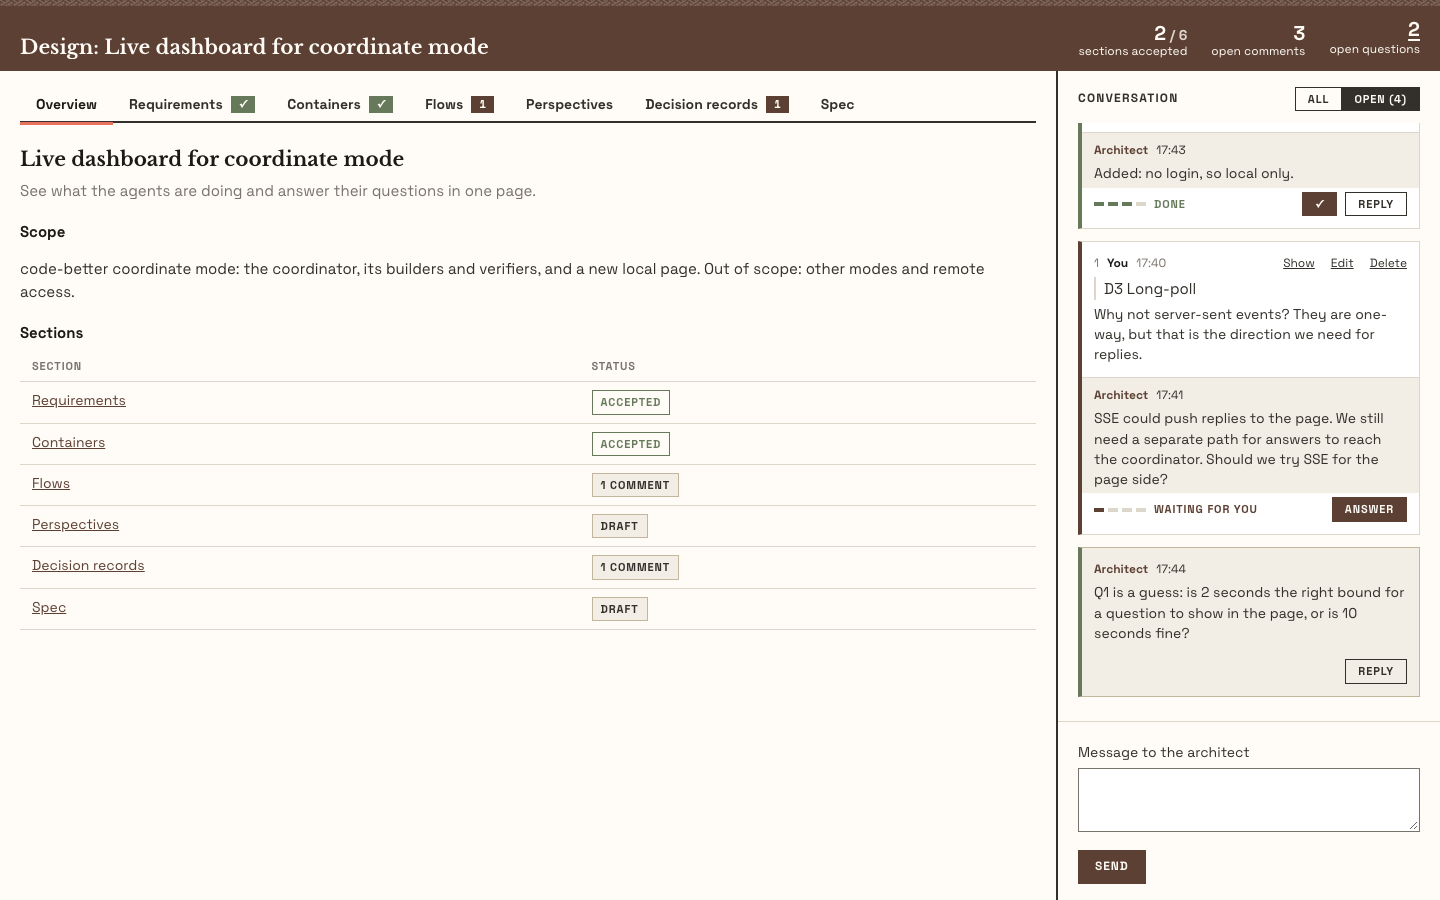 Design: Live dashboard for coordinate mode
2 / 6
sections accepted
3
open comments
2
open questions
Overview
Requirements ✓
Containers ✓
Flows 1
Perspectives
Decision records 1
Spec
Live dashboard for coordinate mode
See what the agents are doing and answer their questions in one page.
Scope
code-better coordinate mode: the coordinator, its builders and verifiers, and a new local page. Out of scope: other modes and remote
access.
Sections
SECTION STATUS
Requirements ACCEPTED
Containers ACCEPTED
Flows 1 COMMENT
Perspectives DRAFT
Decision records 1 COMMENT
Spec DRAFT
CONVERSATION
ALL OPEN (4)
Architect 17:43
Added: no login, so local only.
DONE ✓ REPLY
1 You 17:40 Show Edit Delete
D3 Long-poll
Why not server-sent events? They are one-
way, but that is the direction we need for
replies.
Architect 17:41
SSE could push replies to the page. We still
need a separate path for answers to reach
the coordinator. Should we try SSE for the
page side?
WAITING FOR YOU ANSWER
Architect 17:44
Q1 is a guess: is 2 seconds the right bound for
a question to show in the page, or is 10
seconds fine?
REPLY
Message to the architect
SEND